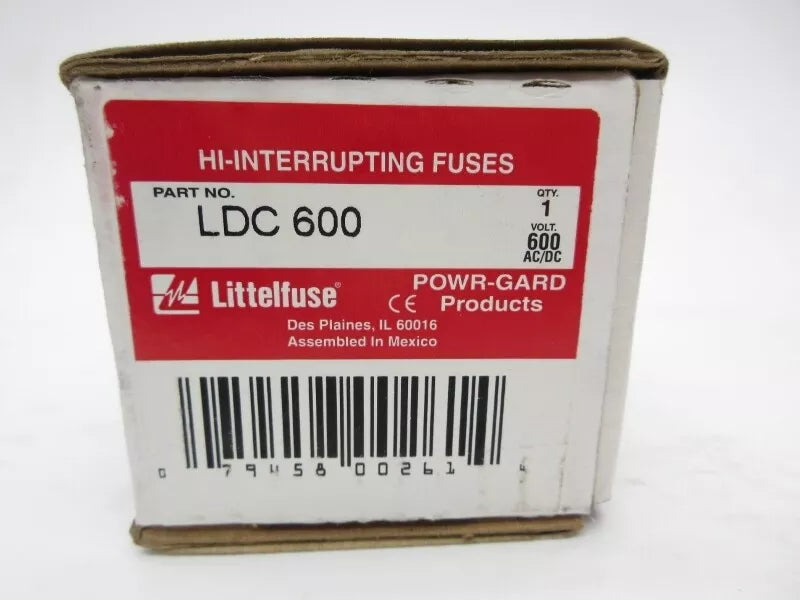 HI-INTERRUPTING FUSES
PART NO.
LDC 600
QTY.
1
VOLT.
600
AC/DC
Littelfuse®
CE
POWR-GARD
Products
Des Plaines, IL 60016
Assembled In Mexico
0 79458 00261 4